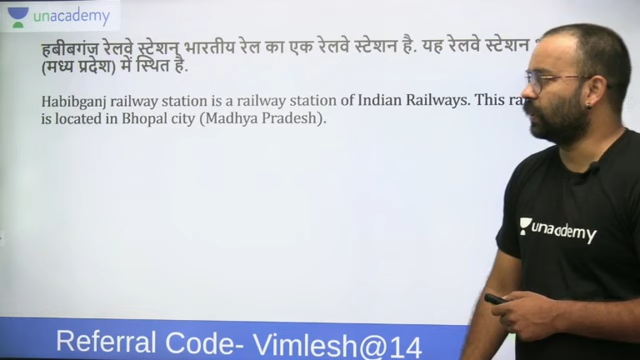 unacademy
हबीबगंज रेलवे स्टेशन भारतीय रेल का एक रेलवे स्टेशन है. यह रेलवे स्टेशन
(मध्य प्रदेश) में स्थित है.
Habibganj railway station is a railway station of Indian Railways. This
is located in Bhopal city (Madhya Pradesh).
unacademy
Referral Code- Vimlesh@14